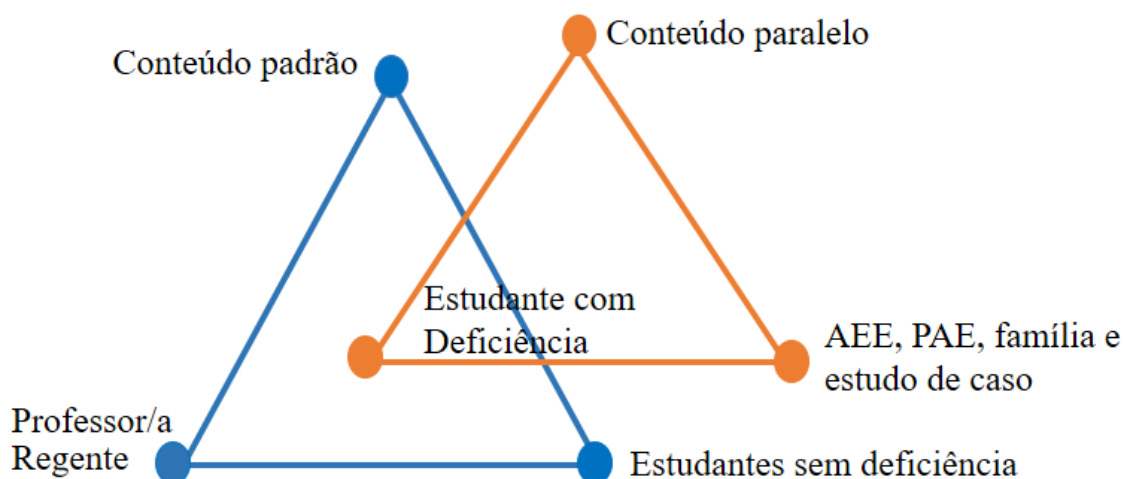 Conteúdo paralelo
Conteúdo padrão
Estudante com
Deficiência
AEE, PAE, família e
estudo de caso
Professor/a
Regente
Estudantes sem deficiência